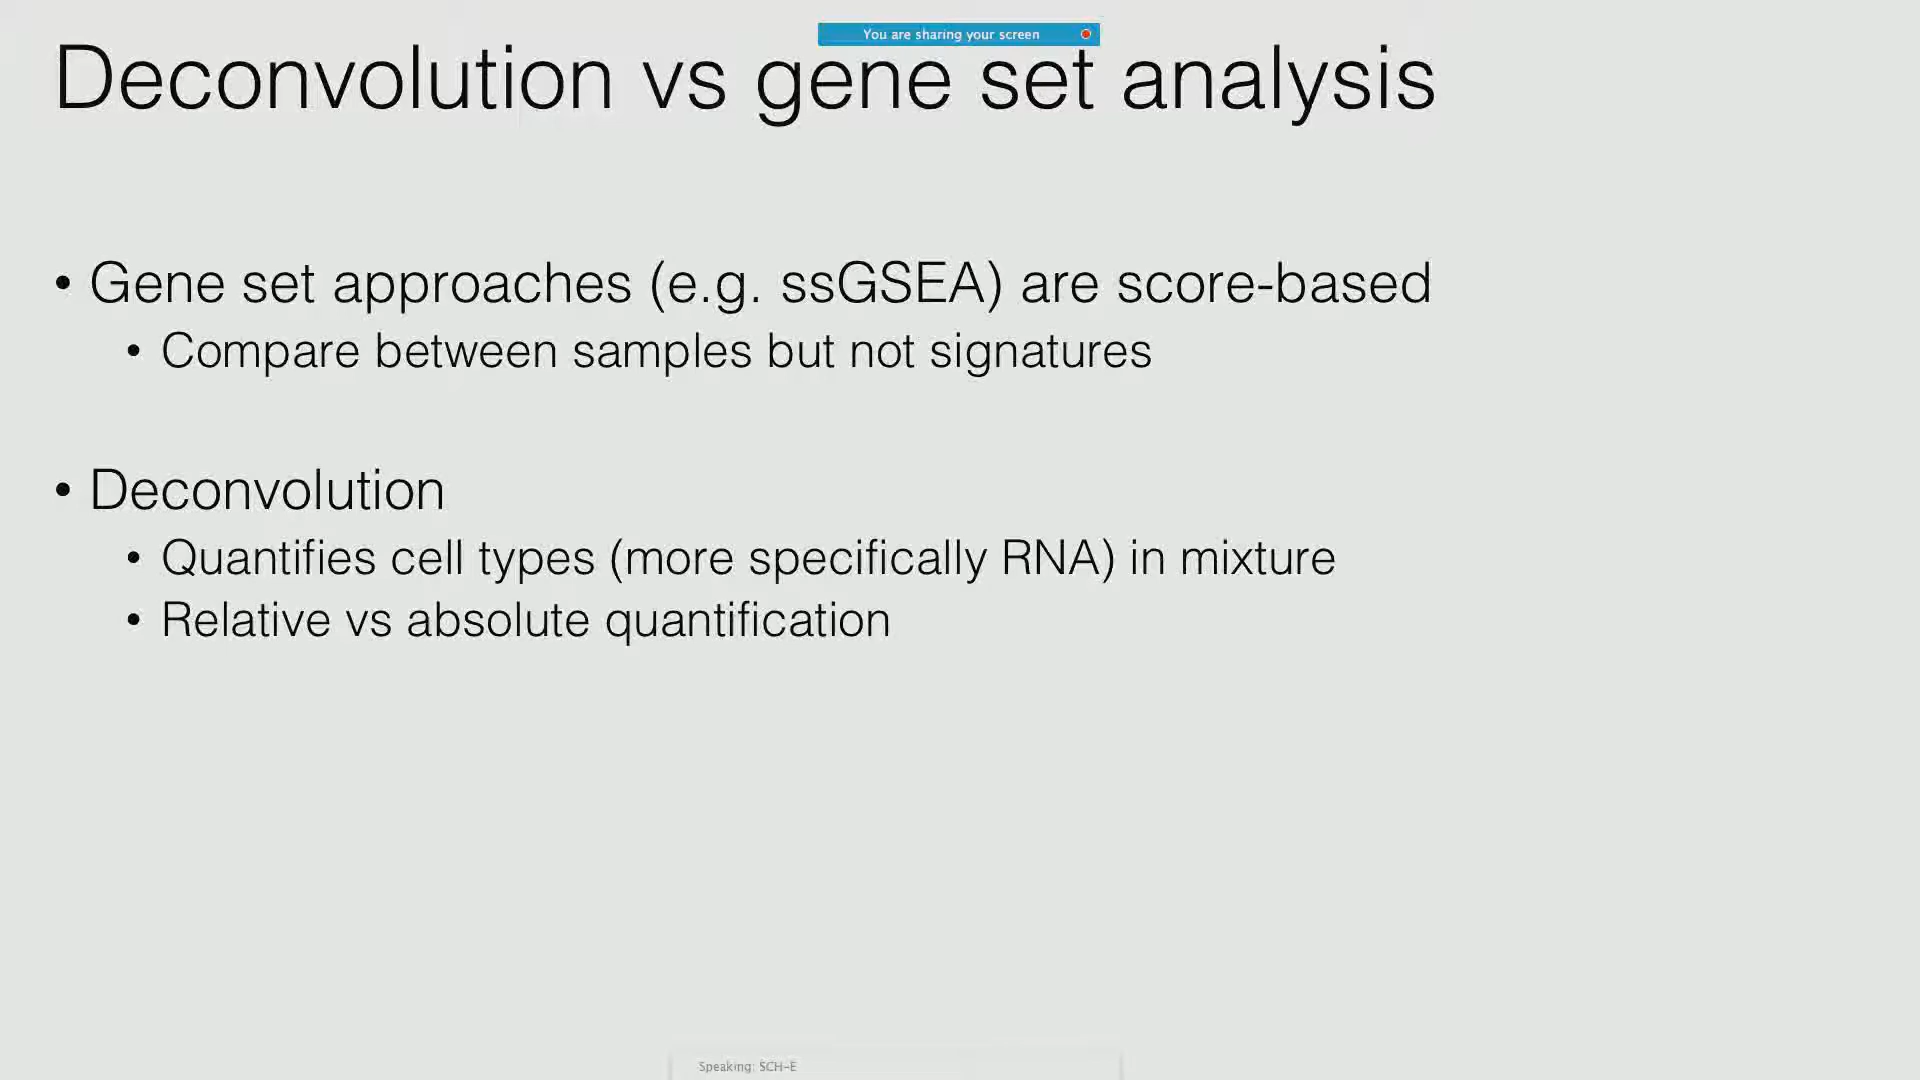 You are sharing your screen
Deconvolution vs gene set analysis
• Gene set approaches (e.g. ssGSEA) are score-based
• Compare between samples but not signatures
• Deconvolution
• Quantifies cell types (more specifically RNA) in mixture
• Relative vs absolute quantification
Speaking: SCH-E